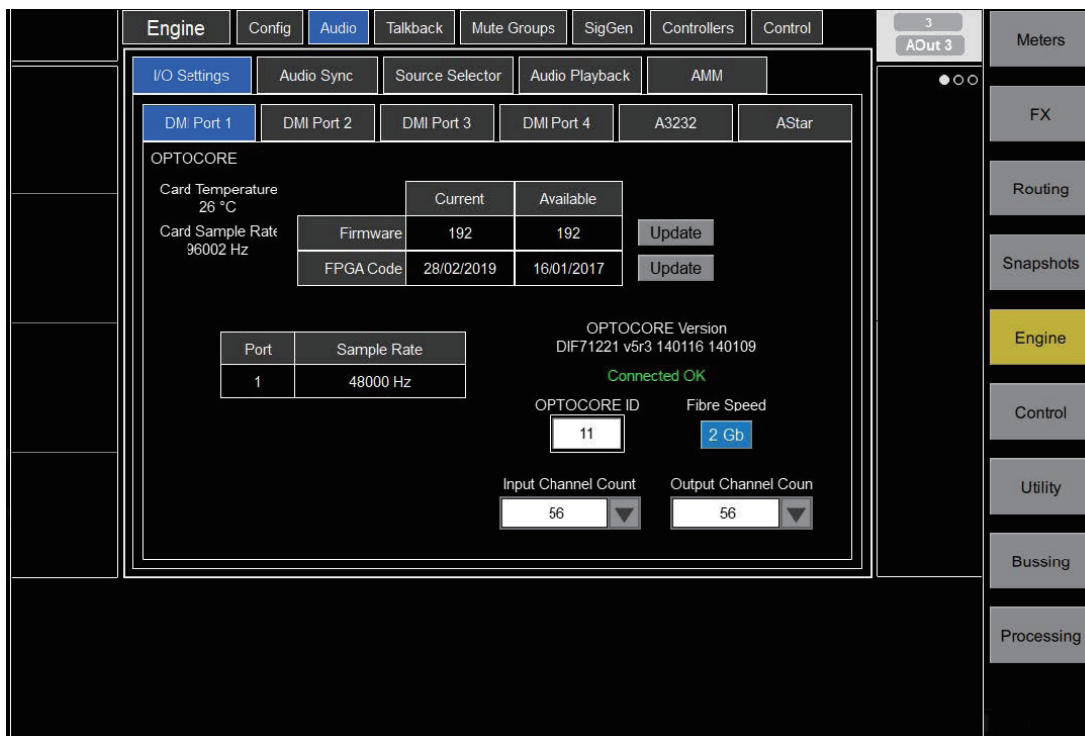 Engine Config Audio Talkback Mute Groups SigGen Controllers Control
3
AOut 3
I/O Settings Audio Sync Source Selector Audio Playback AMM
DMI Port 1 DMI Port 2 DMI Port 3 DMI Port 4 A3232 AStar
OPTOCORE
Card Temperature
26 °C
Card Sample Rate
96002 Hz
Current Available
Firmware 192 192 Update
FPGA Code 28/02/2019 16/01/2017 Update
Port Sample Rate
1 48000 Hz
OPTOCORE Version
DIF71221 v5r3 140116 140109
Connected OK
OPTOCORE ID Fibre Speed
11 2 Gb
Input Channel Count Output Channel Coun
56 56
Meters
FX
Routing
Snapshots
Engine
Control
Utility
Bussing
Processing